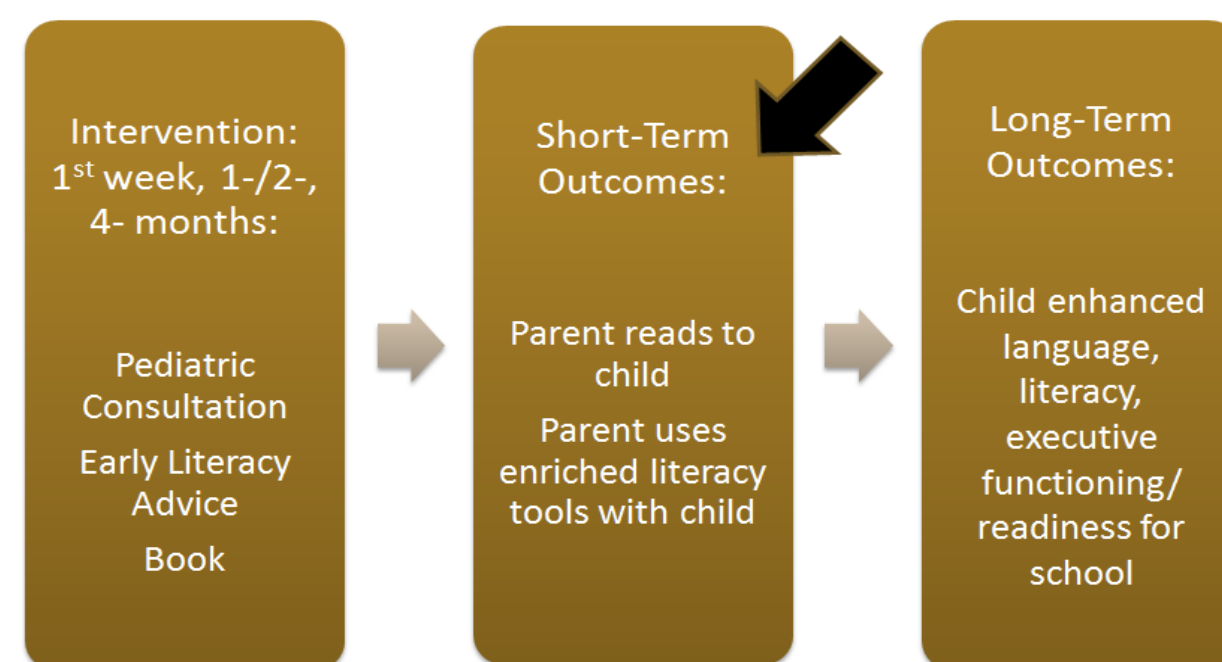 Intervention:
1st week, 1-/2-,
4- months:
Pediatric
Consultation
Early Literacy
Advice
Book
Short-Term
Outcomes:
Parent reads to
child
Parent uses
enriched literacy
tools with child
Long-Term
Outcomes:
Child enhanced
language,
literacy,
executive
functioning/
readiness for
school